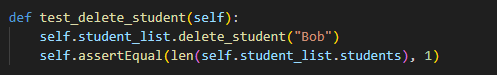 def test_delete_student(self):
    self.student_list.delete_student("Bob")
    self.assertEqual(len(self.student_list.students), 1)